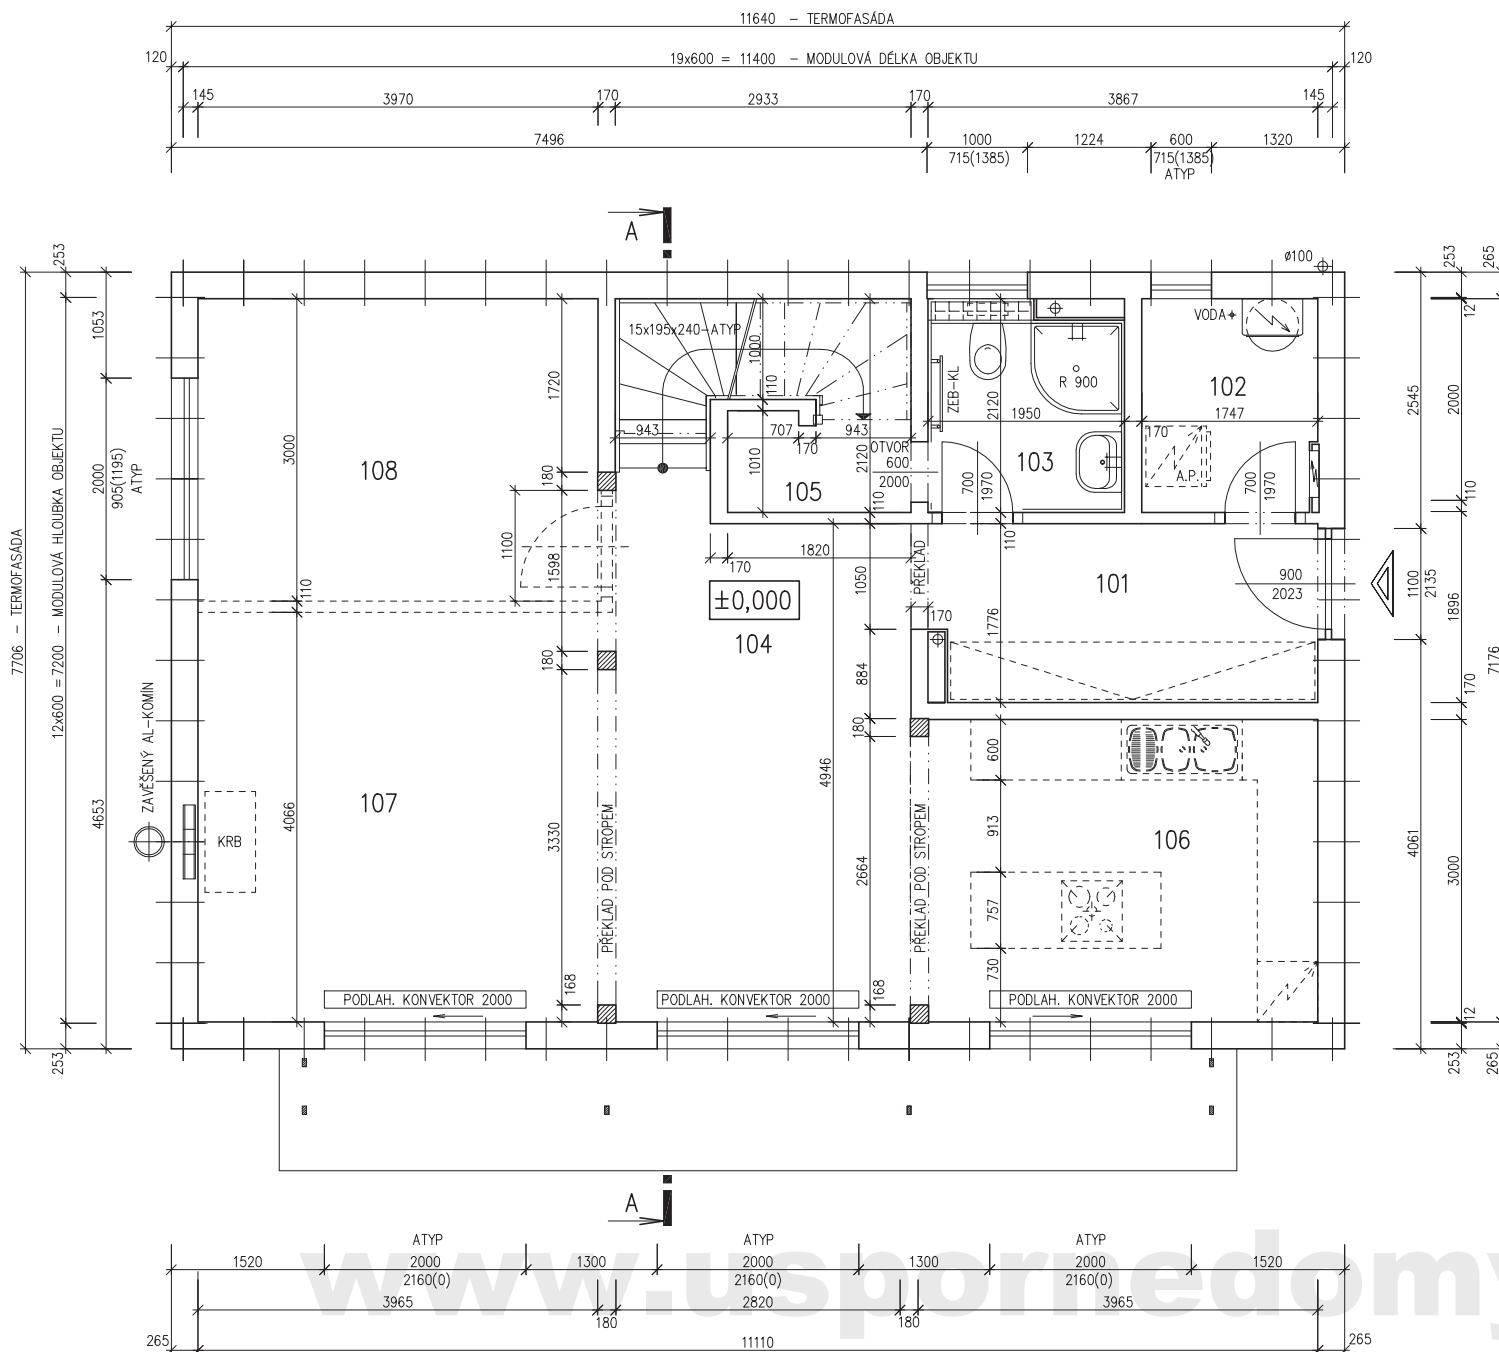 11640 – TERMOFASÁDA
120 19x600 = 11400 – MODULOVÁ DÉLKA OBJEKTU 120
145 3970 170 2933 170 3867 145
7496 1000 1224 600 1320
715(1385) 715(1385)
ATYP
A
ø100
253 1053 2000 905(1195) ATYP 4653 253
7706 – TERMOFASÁDA
12x600 = 7200 – MODULOVÁ HLOUBKA OBJEKTU
ZAVĚŠENÝ AL-KOMÍN
KRB
108
3000
110
107
4066
1720
180
1100
1598
180
3330
168
PŘEKLAD POD STROPEM
15x195x240-ATYP
1000
110
943 707 943
170
1010
105
2120
110
OTVOR
600
2000
1820
170
±0,000
104
1050
884
180
2664
168
4946
PŘEKLAD
170
PŘEKLAD POD STROPEM
ZEB-KL
2120
R 900
1950
103
700
1970
VODA
102
1747
170
A.P.
700
1970
110
101
900
2023
1776
600
913
757
730
106
PODLAH. KONVEKTOR 2000
PODLAH. KONVEKTOR 2000
PODLAH. KONVEKTOR 2000
2545
1100
2135
4061
253
12
2000
110
1896
170
3000
12
253
265
7176
265
A
ATYP ATYP ATYP
1520 2000 1300 2000 1300 2000 1520
2160(0) 2160(0) 2160(0)
3965 2820 3965
180 180
265 11110 265
www.uspornedomy